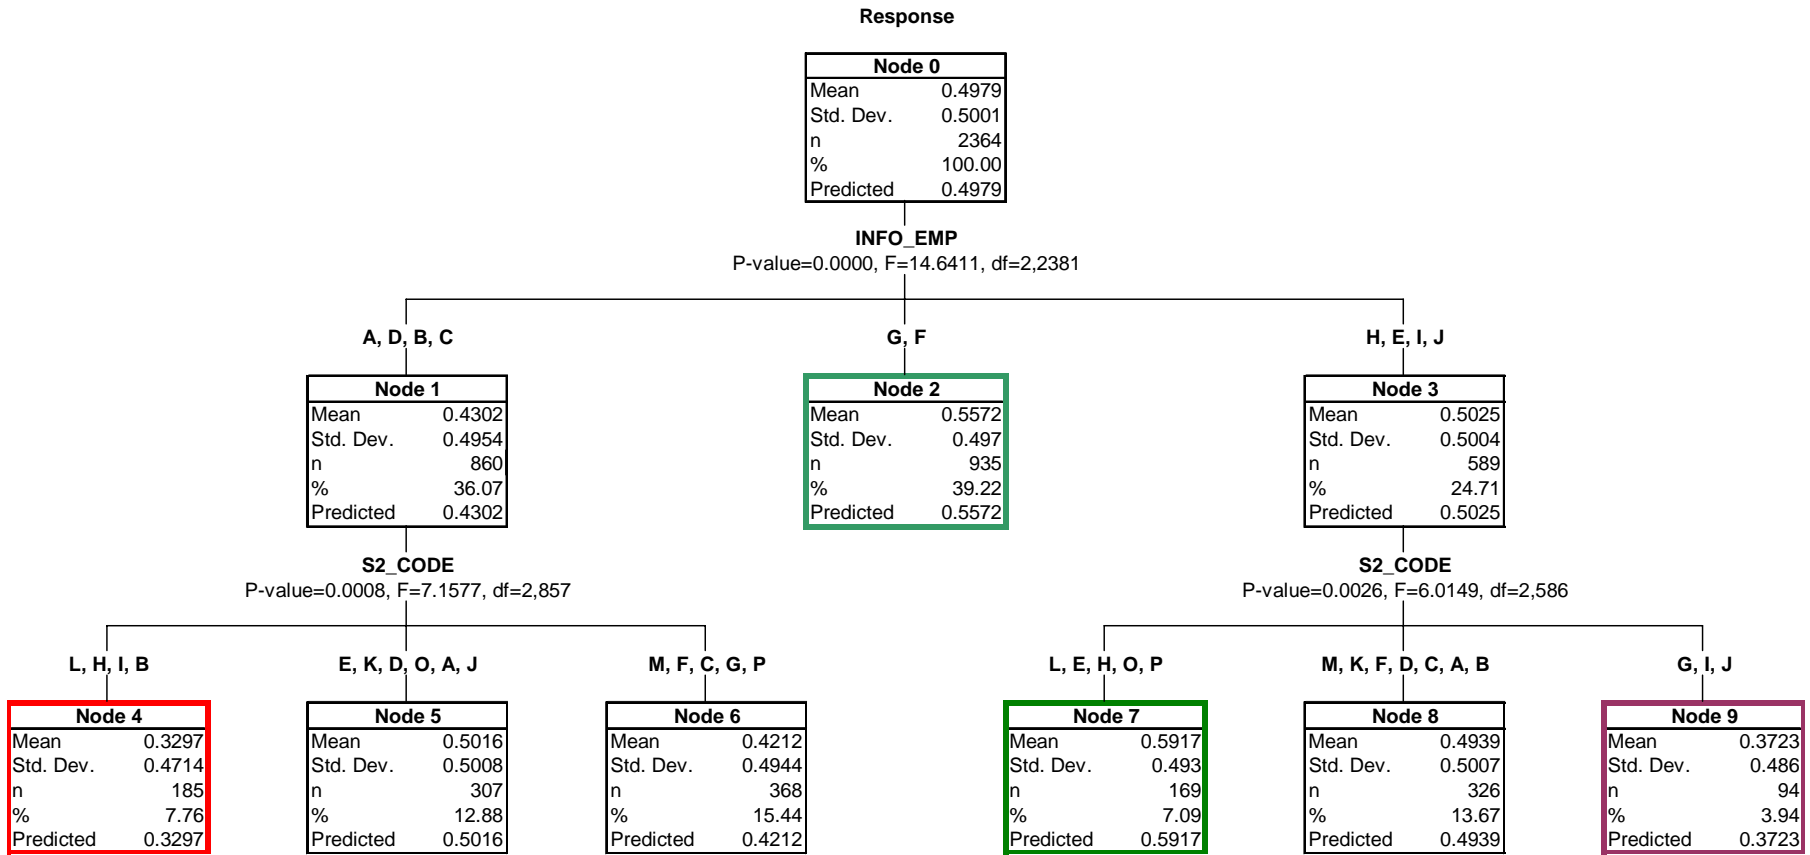 Response
Node 0
Mean 0.4979
Std. Dev. 0.5001
n 2364
% 100.00
Predicted 0.4979
INFO_EMP
P-value=0.0000, F=14.6411, df=2,2381
A, D, B, C
G, F
H, E, I, J
Node 1
Mean 0.4302
Std. Dev. 0.4954
n 860
% 36.07
Predicted 0.4302
Node 2
Mean 0.5572
Std. Dev. 0.497
n 935
% 39.22
Predicted 0.5572
Node 3
Mean 0.5025
Std. Dev. 0.5004
n 589
% 24.71
Predicted 0.5025
S2_CODE
P-value=0.0008, F=7.1577, df=2,857
S2_CODE
P-value=0.0026, F=6.0149, df=2,586
L, H, I, B
E, K, D, O, A, J
M, F, C, G, P
L, E, H, O, P
M, K, F, D, C, A, B
G, I, J
Node 4
Mean 0.3297
Std. Dev. 0.4714
n 185
% 7.76
Predicted 0.3297
Node 5
Mean 0.5016
Std. Dev. 0.5008
n 307
% 12.88
Predicted 0.5016
Node 6
Mean 0.4212
Std. Dev. 0.4944
n 368
% 15.44
Predicted 0.4212
Node 7
Mean 0.5917
Std. Dev. 0.493
n 169
% 7.09
Predicted 0.5917
Node 8
Mean 0.4939
Std. Dev. 0.5007
n 326
% 13.67
Predicted 0.4939
Node 9
Mean 0.3723
Std. Dev. 0.486
n 94
% 3.94
Predicted 0.3723